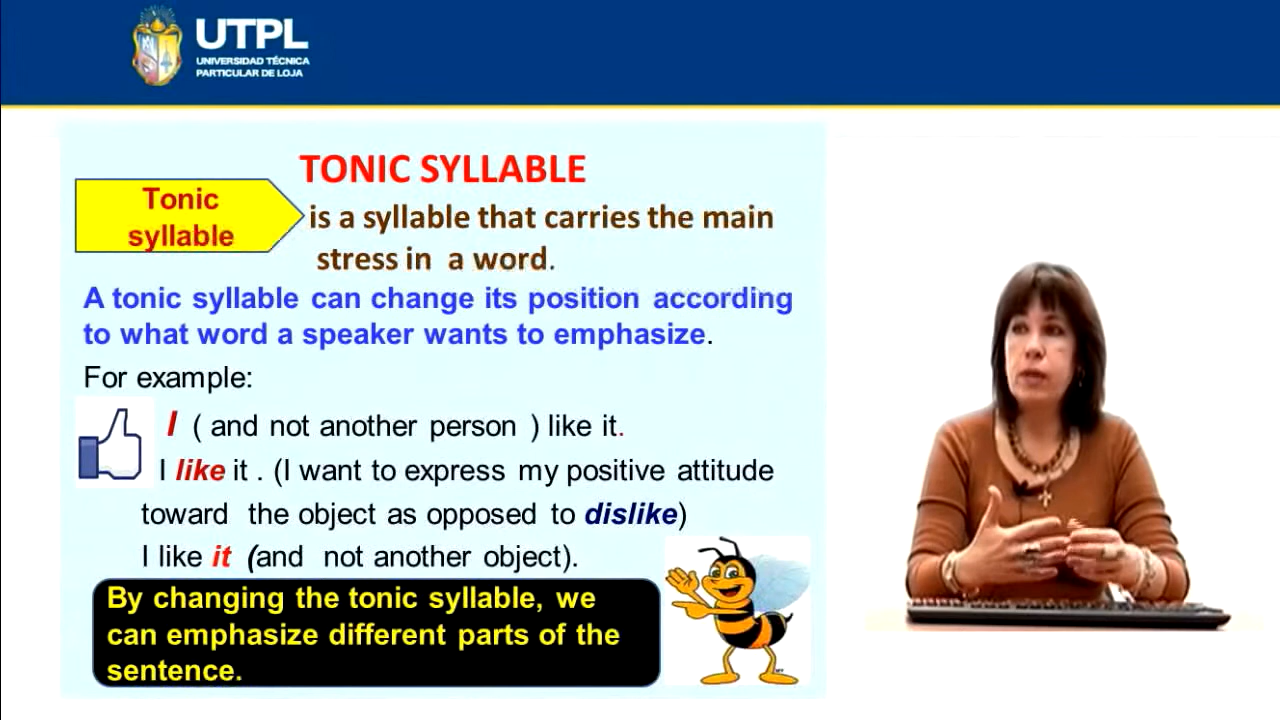 UTPL
UNIVERSIDAD TÉCNICA
PARTICULAR DE LOJA
TONIC SYLLABLE
Tonic
syllable
is a syllable that carries the main
stress in a word.
A tonic syllable can change its position according
to what word a speaker wants to emphasize.
For example:
I ( and not another person ) like it.
I like it . (I want to express my positive attitude
toward the object as opposed to dislike)
I like it (and not another object).
By changing the tonic syllable, we
can emphasize different parts of the
sentence.